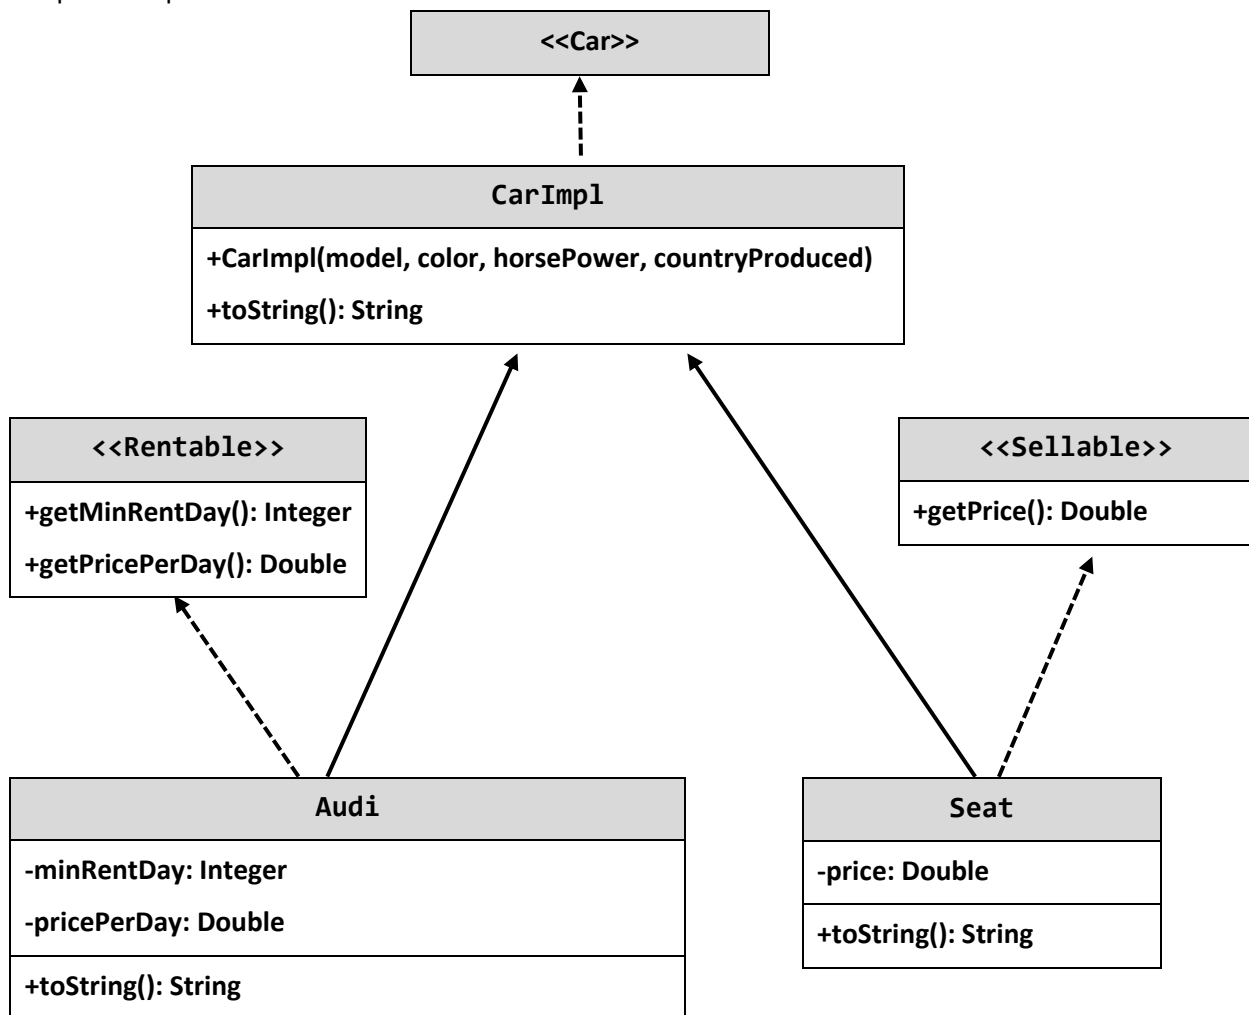 <<Car>>
CarImpl
+CarImpl(model, color, horsePower, countryProduced)
+toString(): String
<<Rentable>>
+getMinRentDay(): Integer
+getPricePerDay(): Double
<<Sellable>>
+getPrice(): Double
Audi
-minRentDay: Integer
-pricePerDay: Double
+toString(): String
Seat
-price: Double
+toString(): String